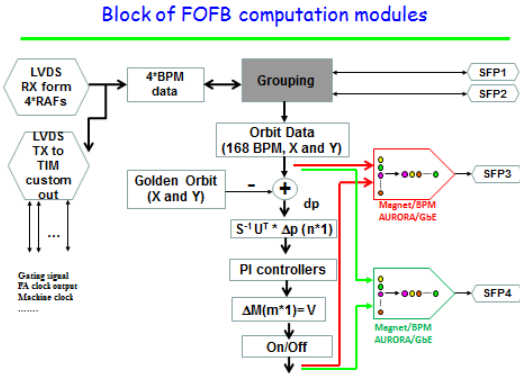 Block of FOFB computation modules
LVDS
RX form
4*RAFs
4*BPM
data
Grouping
SFP1
SFP2
LVDS
TX to
TIM
custom
out
Orbit Data
(168 BPM, X and Y)
Golden Orbit
(X and Y)
-
+
dp
Magnet/BPM
AURORA/GbE
SFP3
S-1 UT * Δp (n*1)
...
PI controllers
Gating signal
FA clock output
Machine clock
.......
ΔM(m*1)= V
SFP4
On/Off
Magnet/BPM
AURORA/GbE